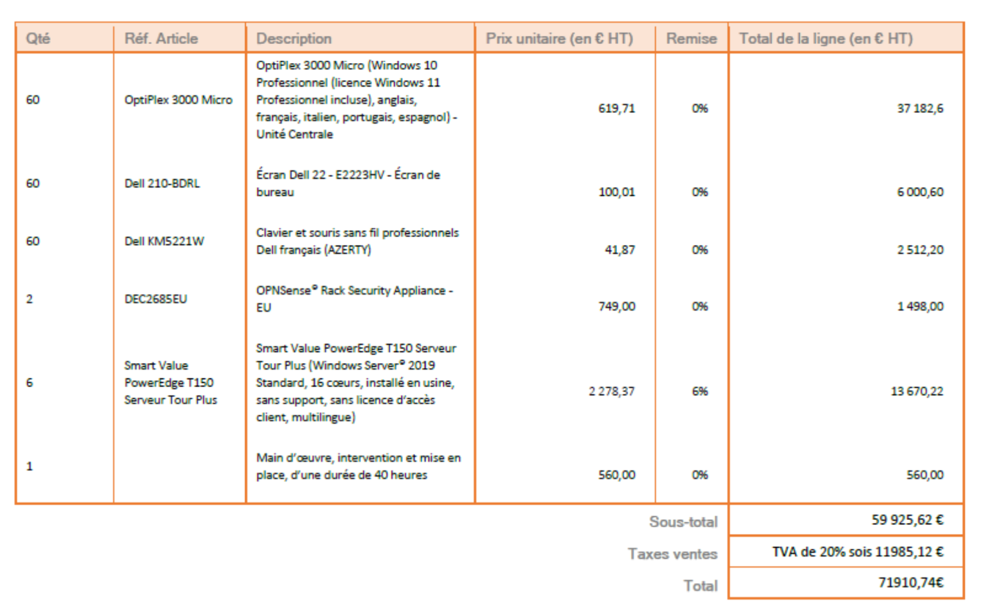 Qté Réf. Article Description Prix unitaire (en € HT) Remise Total de la ligne (en € HT)
OptiPlex 3000 Micro (Windows 10
Professionnel (licence Windows 11
60 OptiPlex 3000 Micro Professionnel incluse), anglais,
619,71 0% 37 182,6
français, italien, portugais, espagnol) -
Unité Centrale
Écran Dell 22 - E2223HV - Écran de
60 Dell 210-BDRL
bureau 100,01 0% 6 000,60
Clavier et souris sans fil professionnels
60 Dell KM5221W
Dell français (AZERTY) 41,87 0% 2 512,20
OPNSense® Rack Security Appliance -
2 DEC2685EU
EU 749,00 0% 1 498,00
Smart Value PowerEdge T150 Serveur
Smart Value Tour Plus (Windows Server® 2019
6 PowerEdge T150 Standard, 16 cœurs, installé en usine,
2 278,37 6% 13 670,22
Serveur Tour Plus sans support, sans licence d’accès
client, multilingue)
Main d’œuvre, intervention et mise en
1
place, d’une durée de 40 heures 560,00 0% 560,00
Sous-total 59 925,62 €
Taxes ventes TVA de 20% sois 11985,12 €
Total 71910,74€